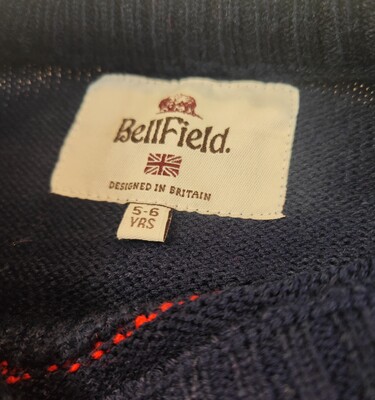 BellField.
DESIGNED IN BRITAIN
5-6
YRS